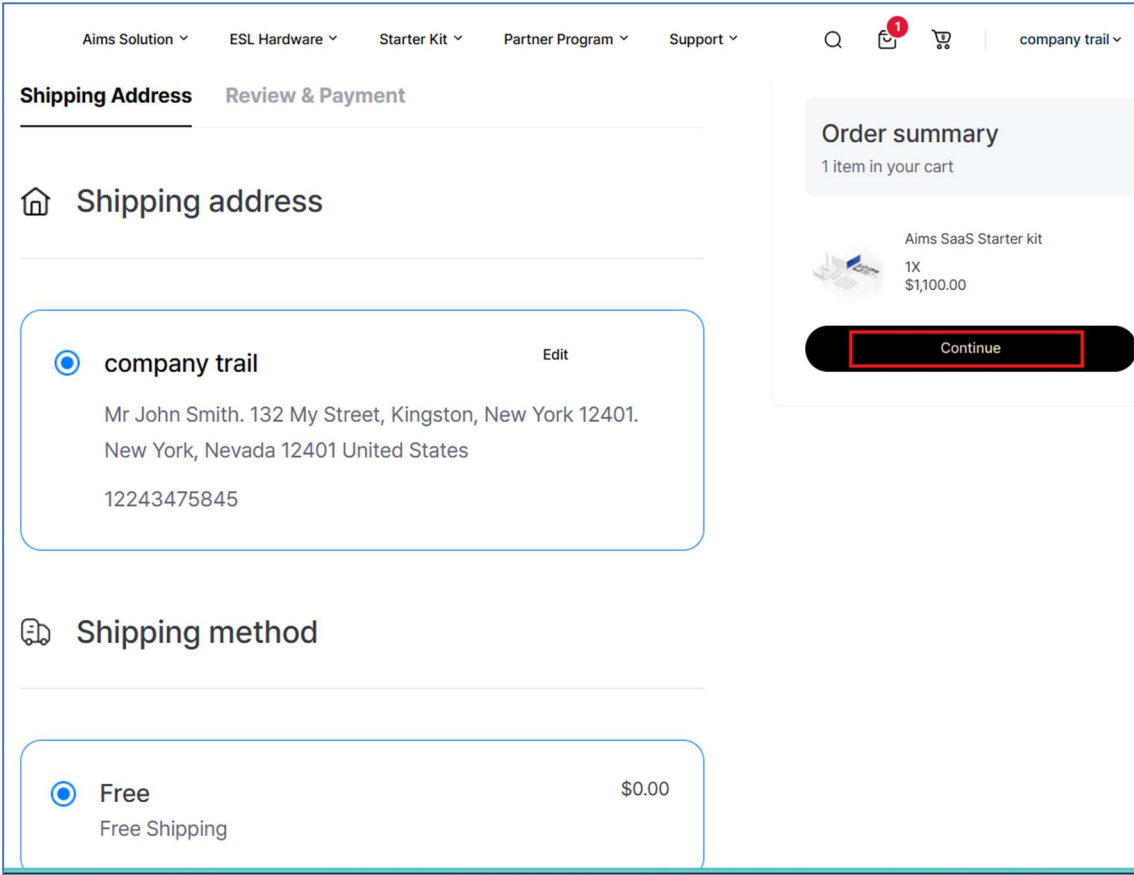 Aims Solution ESL Hardware Starter Kit Partner Program Support 1 company trail
Shipping Address Review & Payment
Shipping address
company trail Edit
Mr John Smith. 132 My Street, Kingston, New York 12401.
New York, Nevada 12401 United States
12243475845
Shipping method
Free $0.00
Free Shipping
Order summary
1 item in your cart
Aims SaaS Starter kit
1X
$1,100.00
Continue